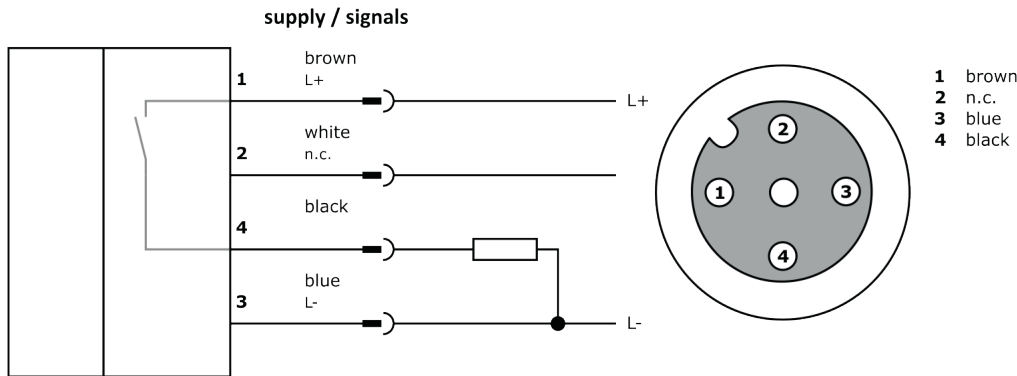 supply / signals
brown
1 L+
L+
white
2 n.c.
black
4
blue
3 L-
L-
2
1
3
4
1 brown
2 n.c.
3 blue
4 black